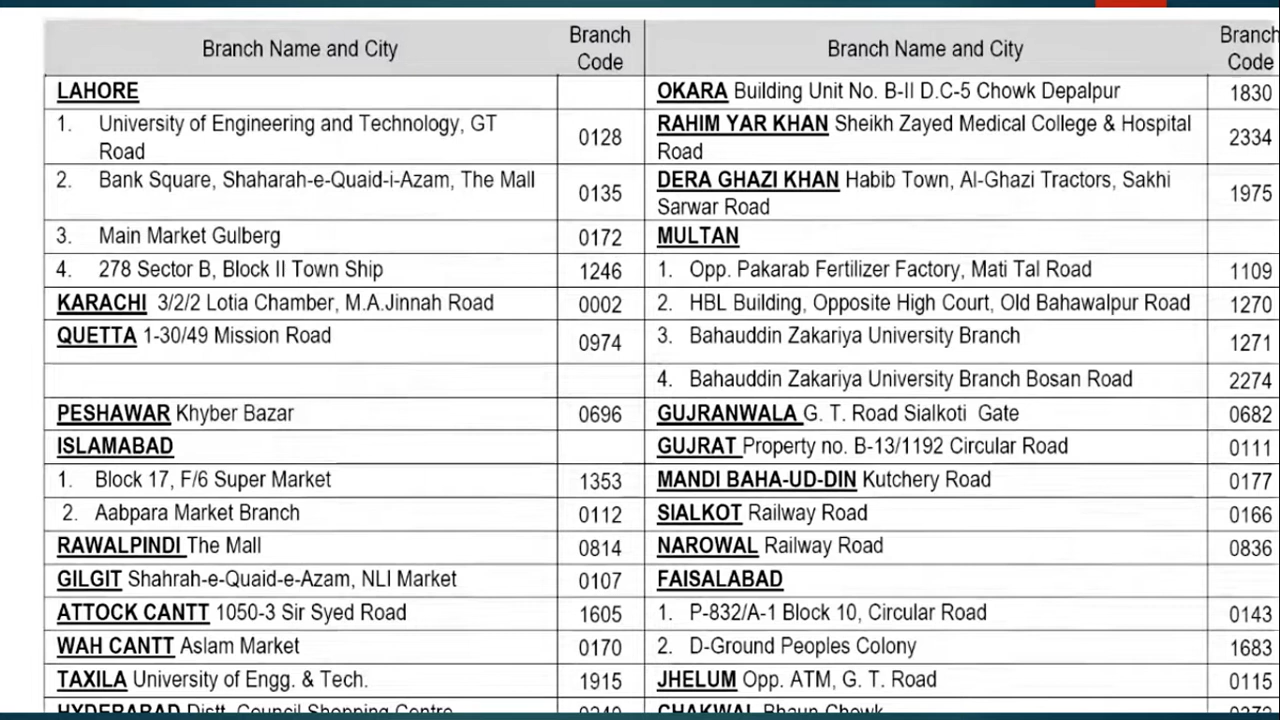 Branch Name and City
Branch
Code
LAHORE
1. University of Engineering and Technology, GT
Road
0128
2. Bank Square, Shaharah-e-Quaid-i-Azam, The Mall
0135
3. Main Market Gulberg 0172
4. 278 Sector B, Block II Town Ship 1246
KARACHI 3/2/2 Lotia Chamber, M.A.Jinnah Road 0002
QUETTA 1-30/49 Mission Road 0974
PESHAWAR Khyber Bazar 0696
ISLAMABAD
1. Block 17, F/6 Super Market 1353
2. Aabpara Market Branch 0112
RAWALPINDI The Mall 0814
GILGIT Shahrah-e-Quaid-e-Azam, NLI Market 0107
ATTOCK CANTT 1050-3 Sir Syed Road 1605
WAH CANTT Aslam Market 0170
TAXILA University of Engg. & Tech. 1915
HYDERABAD Distt. Council Shopping Centre
Branch Name and City
Branch
Code
OKARA Building Unit No. B-II D.C-5 Chowk Depalpur 1830
RAHIM YAR KHAN Sheikh Zayed Medical College & Hospital
Road
2334
DERA GHAZI KHAN Habib Town, Al-Ghazi Tractors, Sakhi
Sarwar Road
1975
MULTAN
1. Opp. Pakarab Fertilizer Factory, Mati Tal Road 1109
2. HBL Building, Opposite High Court, Old Bahawalpur Road 1270
3. Bahauddin Zakariya University Branch 1271
4. Bahauddin Zakariya University Branch Bosan Road 2274
GUJRANWALA G. T. Road Sialkoti Gate 0682
GUJRAT Property no. B-13/1192 Circular Road 0111
MANDI BAHA-UD-DIN Kutchery Road 0177
SIALKOT Railway Road 0166
NAROWAL Railway Road 0836
FAISALABAD
1. P-832/A-1 Block 10, Circular Road 0143
2. D-Ground Peoples Colony 1683
JHELUM Opp. ATM, G. T. Road 0115
CHAKWAL Bhaun Chowk